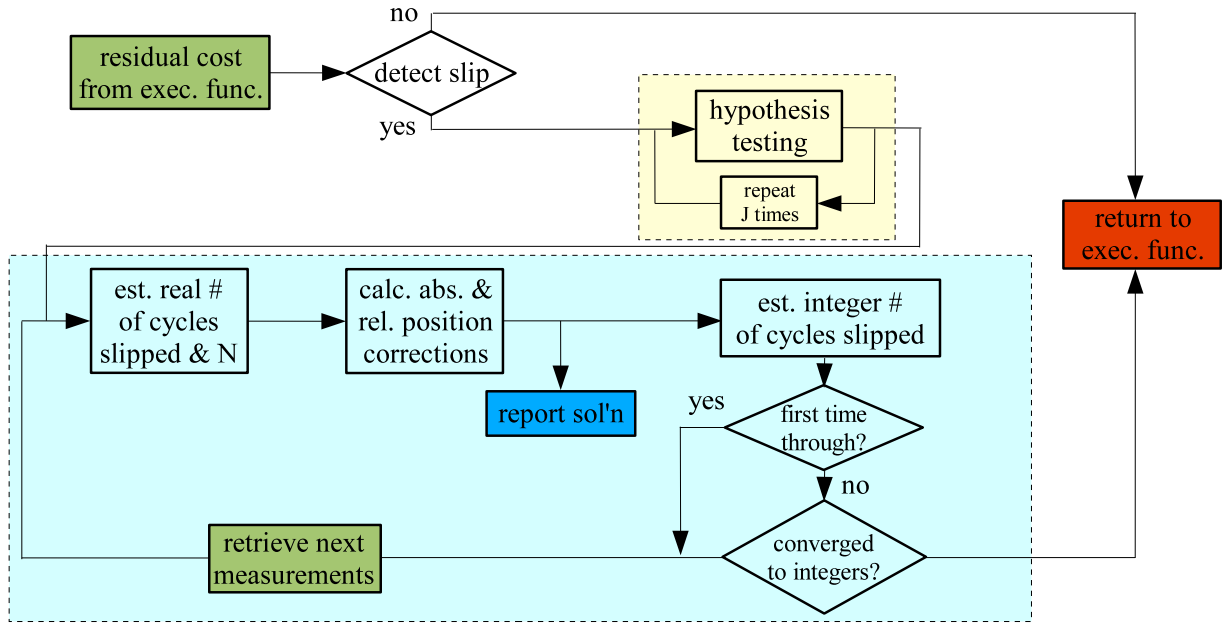 no
residual cost
from exec. func.
detect slip
yes
hypothesis
testing
repeat
J times
return to
exec. func.
est. real #
of cycles
slipped & N
calc. abs. &
rel. position
corrections
est. integer #
of cycles slipped
report sol'n
yes
first time
through?
no
retrieve next
measurements
converged
to integers?